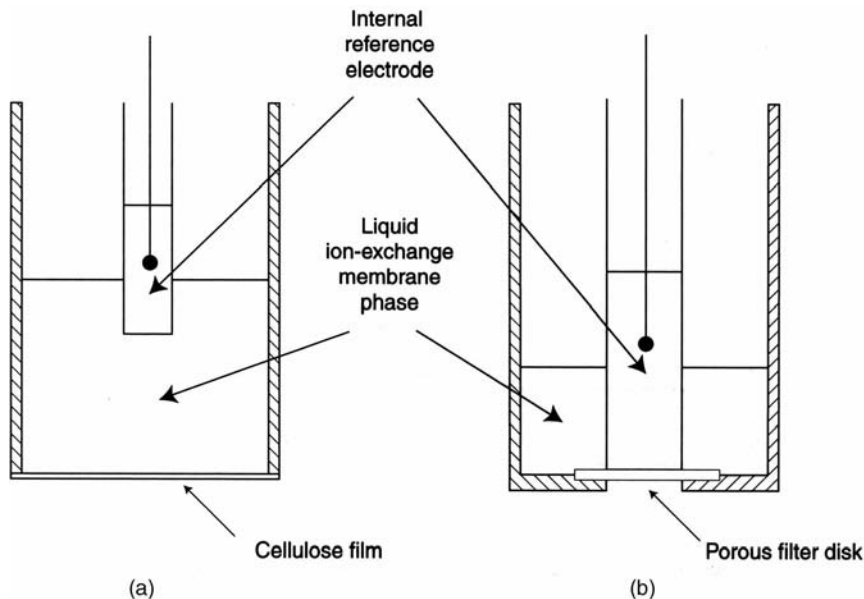 Internal
reference
electrode
Liquid
ion-exchange
membrane
phase
Cellulose film
Porous filter disk
(a)
(b)